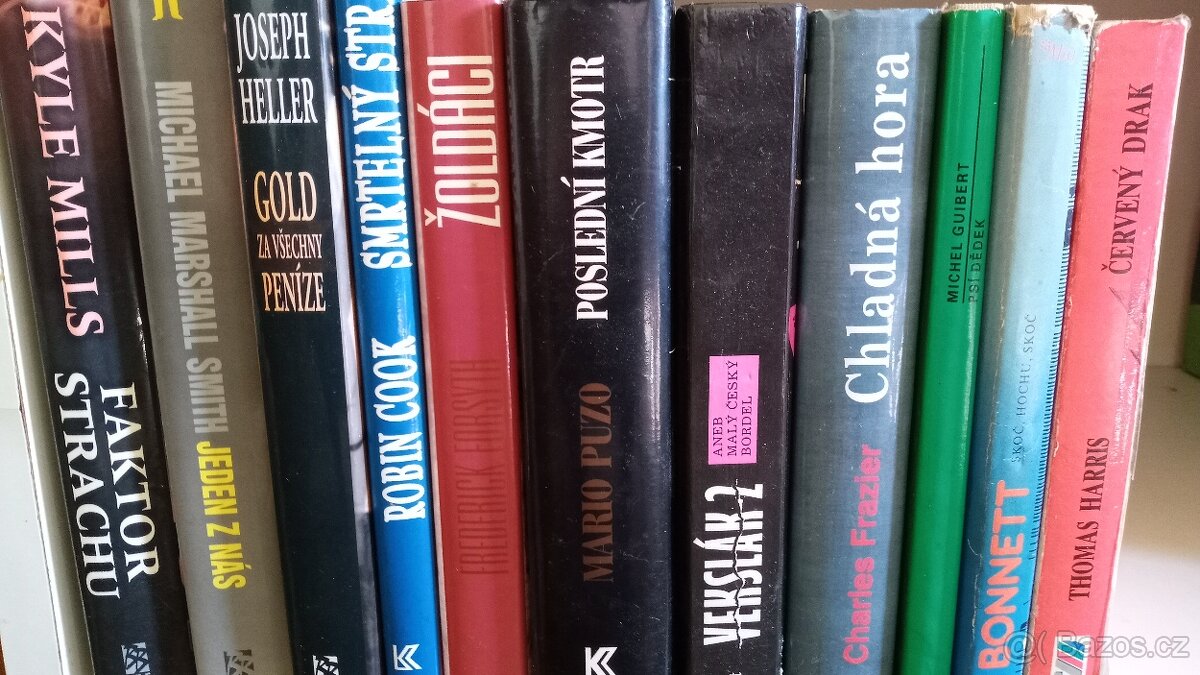 KYLE MILLS
FAKTOR
STRACHU
MICHAEL MARSHALL SMITH JEDEN Z NÁS
JOSEPH
HELLER
GOLD
ZA VŠECHNY
PENÍZE
ROBIN COOK SMRTELNÝ STR
FREDERICK FORSYTH ŽOLDÁCI
MARIO PUZO POSLEDNÍ KMOTR
VEKSLÁK 2
ANEB
MALÝ ČESKÝ
BORDEL
Charles Frazier Chladná hora
MICHEL GUIBERT
PSÍ DĚDEK
BONNETT
SKOČ, HOCHU, SKOČ
THOMAS HARRIS ČERVENÝ DRAK
Bazos.cz